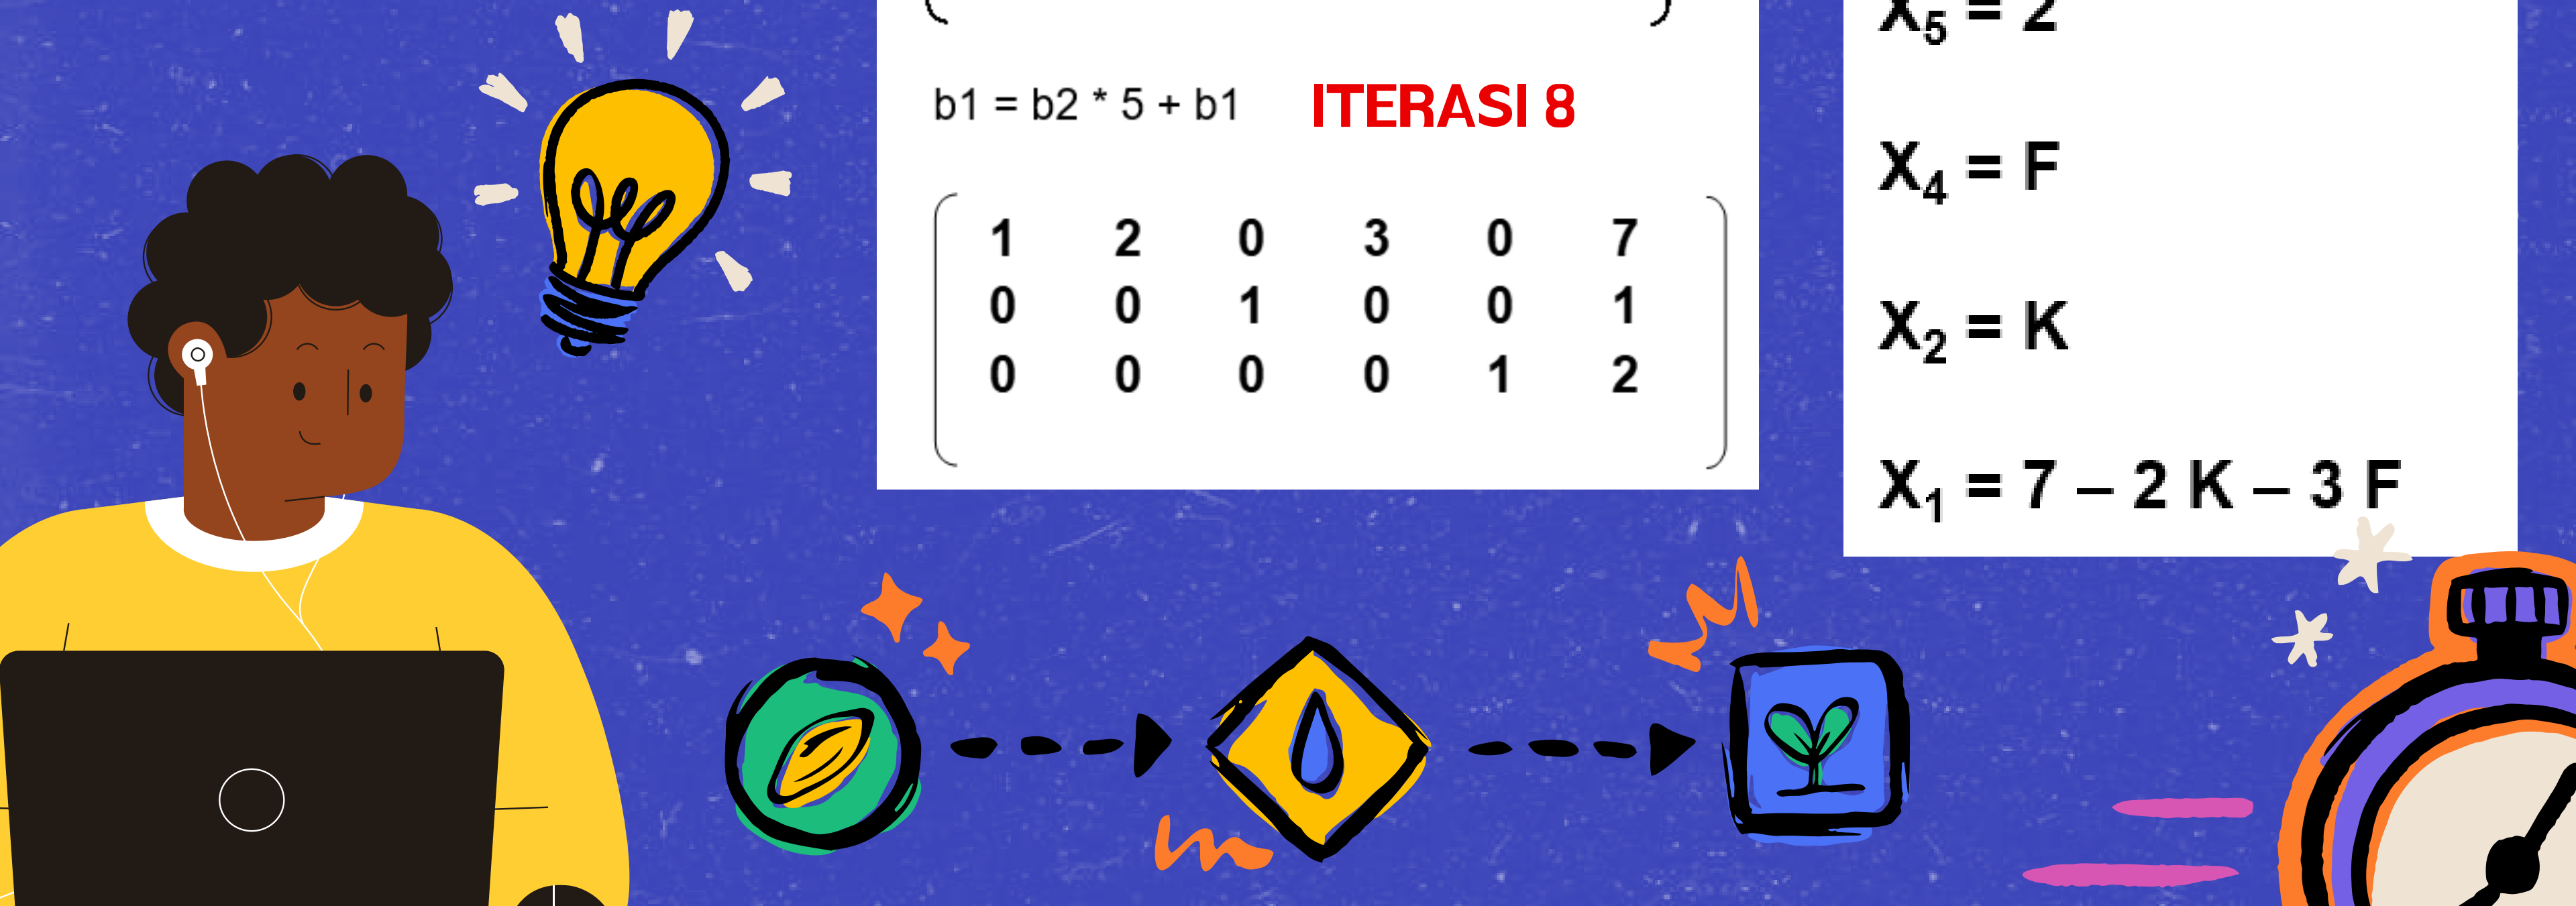 b1 = b2 * 5 + b1 ITERASI 8
1 2 0 3 0 7
0 0 1 0 0 1
0 0 0 0 1 2
X₅ = 2
X₄ = F
X₂ = K
X₁ = 7 – 2 K – 3 F